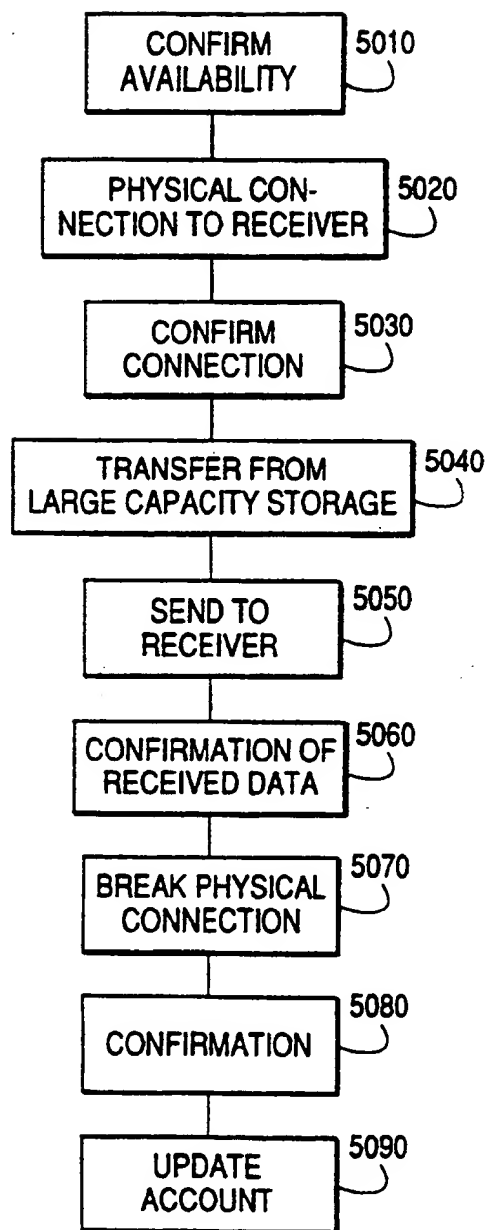 CONFIRM
AVAILABILITY
5010
PHYSICAL CON-
NECTION TO RECEIVER
5020
CONFIRM
CONNECTION
5030
TRANSFER FROM
LARGE CAPACITY STORAGE
5040
SEND TO
RECEIVER
5050
CONFIRMATION OF
RECEIVED DATA
5060
BREAK PHYSICAL
CONNECTION
5070
CONFIRMATION
5080
UPDATE
ACCOUNT
5090